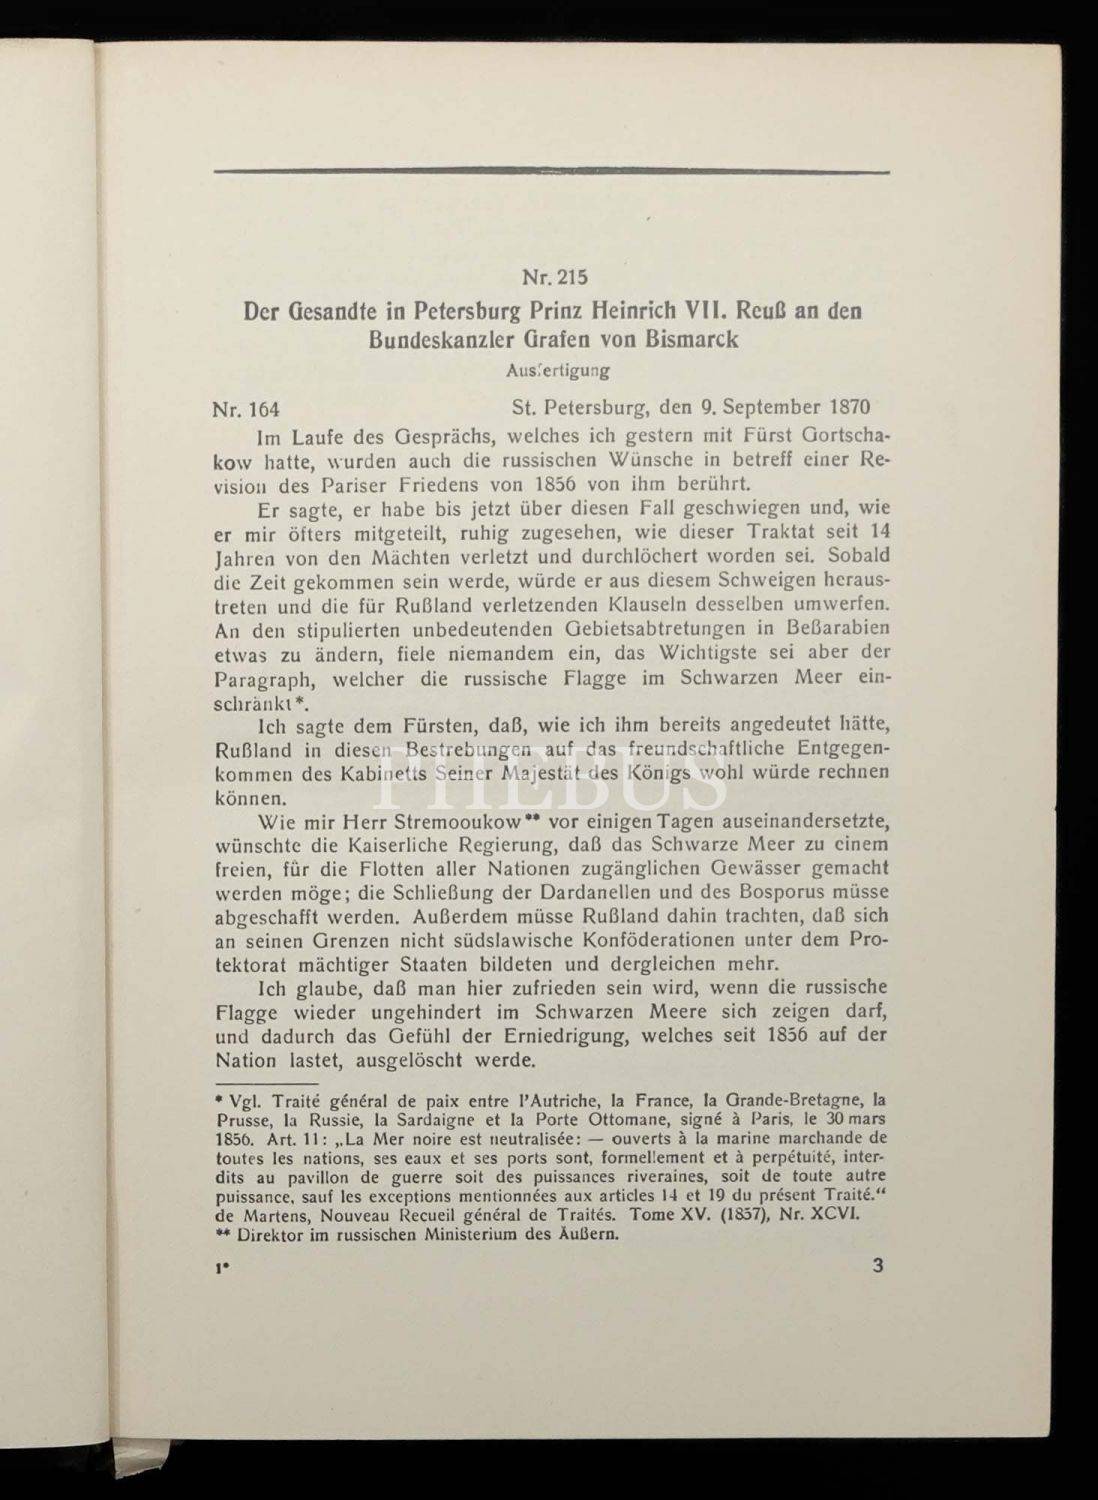 Nr. 215
Der Gesandte in Petersburg Prinz Heinrich VII. Reuß an den
Bundeskanzler Grafen von Bismarck
Ausfertigung
Nr. 164 St. Petersburg, den 9. September 1870
Im Laufe des Gesprächs, welches ich gestern mit Fürst Gortscha-
kow hatte, wurden auch die russischen Wünsche in betreff einer Re-
vision des Pariser Friedens von 1856 von ihm berührt.
Er sagte, er habe bis jetzt über diesen Fall geschwiegen und, wie
er mir öfters mitgeteilt, ruhig zugesehen, wie dieser Traktat seit 14
Jahren von den Mächten verletzt und durchlöchert worden sei. Sobald
die Zeit gekommen sein werde, würde er aus diesem Schweigen heraus-
treten und die für Rußland verletzenden Klauseln desselben umwerfen.
An den stipulierten unbedeutenden Gebietsabtretungen in Beßarabien
etwas zu ändern, fiele niemandem ein, das Wichtigste sei aber der
Paragraph, welcher die russische Flagge im Schwarzen Meer ein-
schränkt*.
Ich sagte dem Fürsten, daß, wie ich ihm bereits angedeutet hätte,
Rußland in diesen Bestrebungen auf das freundschaftliche Entgegen-
kommen des Kabinetts Seiner Majestät des Königs wohl würde rechnen
können.
PHEBUS
Wie mir Herr Stremooukow** vor einigen Tagen auseinandersetzte,
wünschte die Kaiserliche Regierung, daß das Schwarze Meer zu einem
freien, für die Flotten aller Nationen zugänglichen Gewässer gemacht
werden möge; die Schließung der Dardanellen und des Bosporus müsse
abgeschafft werden. Außerdem müsse Rußland dahin trachten, daß sich
an seinen Grenzen nicht südslawische Konföderationen unter dem Pro-
tektorat mächtiger Staaten bildeten und dergleichen mehr.
Ich glaube, daß man hier zufrieden sein wird, wenn die russische
Flagge wieder ungehindert im Schwarzen Meere sich zeigen darf,
und dadurch das Gefühl der Erniedrigung, welches seit 1856 auf der
Nation lastet, ausgelöscht werde.
* Vgl. Traité général de paix entre l'Autriche, la France, la Grande-Bretagne, la
Prusse, la Russie, la Sardaigne et la Porte Ottomane, signé à Paris, le 30 mars
1856. Art. 11: „La Mer noire est neutralisée: — ouverts à la marine marchande de
toutes les nations, ses eaux et ses ports sont, formellement et à perpétuité, inter-
dits au pavillon de guerre soit des puissances riveraines, soit de toute autre
puissance, sauf les exceptions mentionnées aux articles 14 et 19 du présent Traité.“
de Martens, Nouveau Recueil général de Traités. Tome XV. (1857), Nr. XCVI.
** Direktor im russischen Ministerium des Äußern.
1* 3